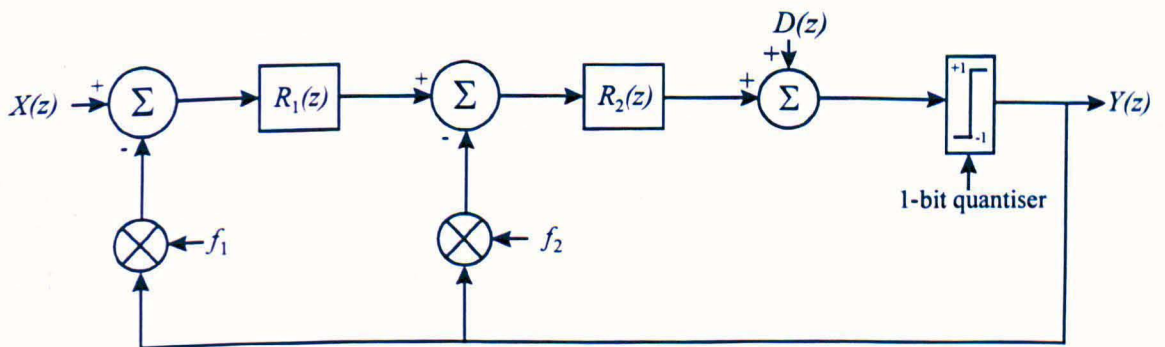 D(z)
+
X(z)
+
Σ
R₁(z)
+
Σ
R₂(z)
+
Σ
+1
-1
Y(z)
-
-
1-bit quantiser
f₁
f₂